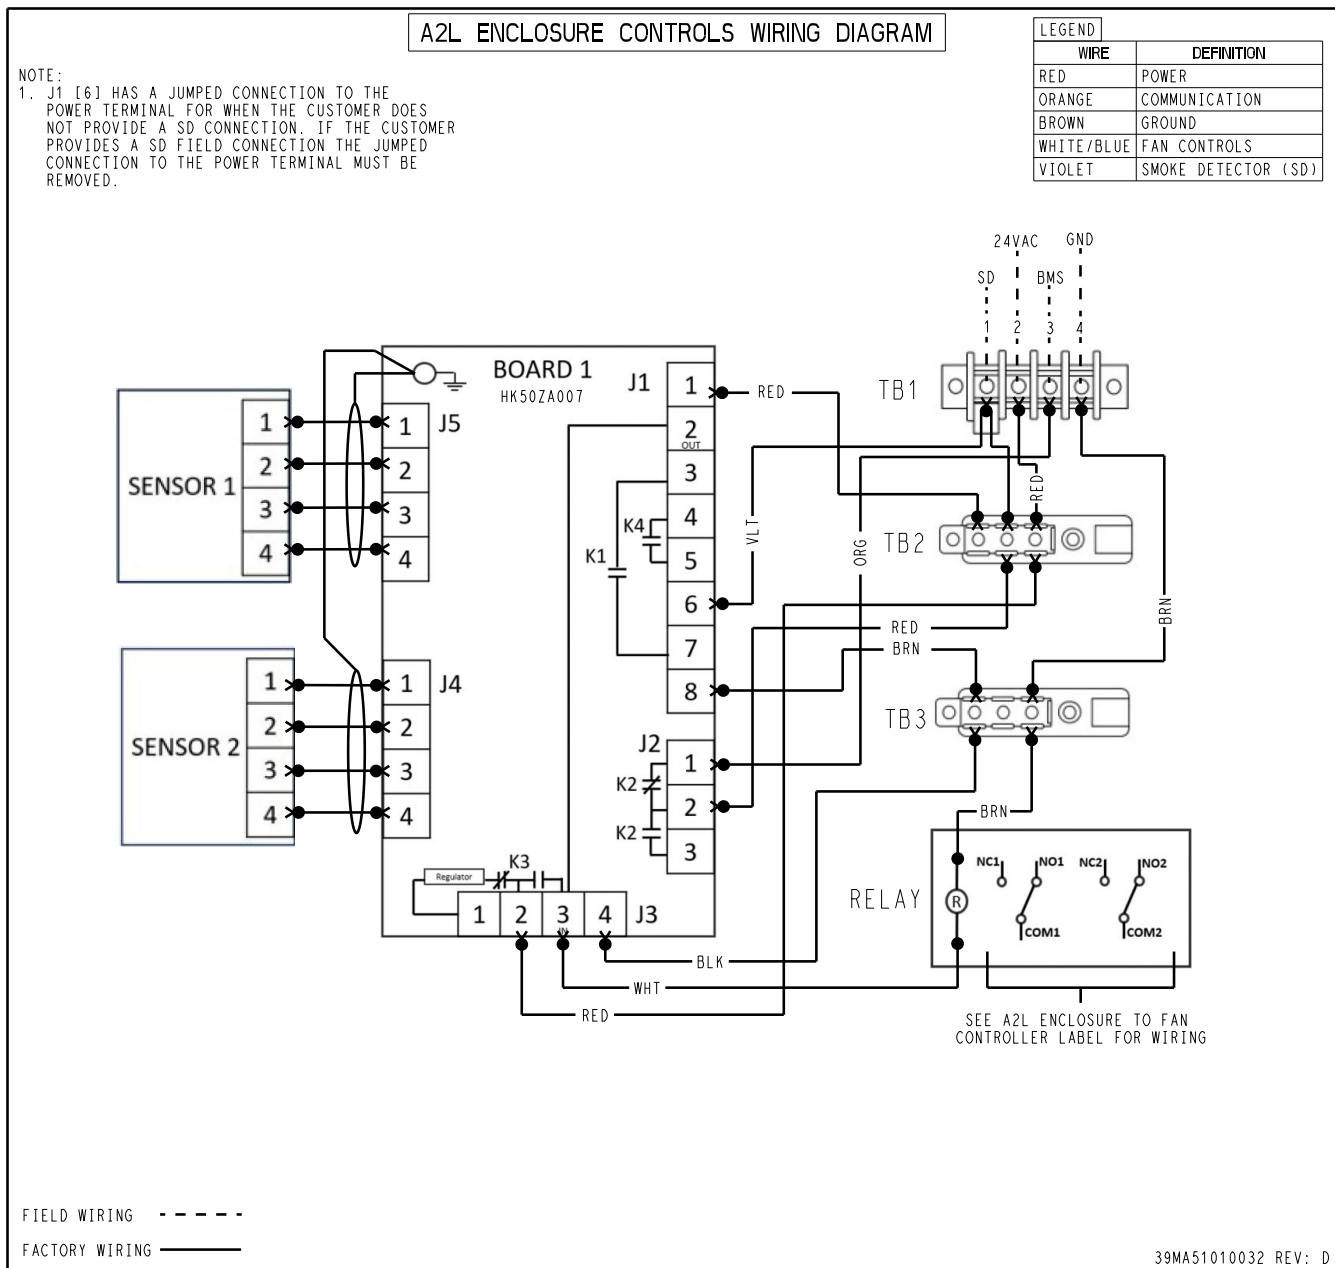 A2L ENCLOSURE CONTROLS WIRING DIAGRAM
LEGEND
WIRE DEFINITION
RED POWER
ORANGE COMMUNICATION
BROWN GROUND
WHITE/BLUE FAN CONTROLS
VIOLET SMOKE DETECTOR (SD)
NOTE:
1. J1 [6] HAS A JUMPED CONNECTION TO THE
POWER TERMINAL FOR WHEN THE CUSTOMER DOES
NOT PROVIDE A SD CONNECTION. IF THE CUSTOMER
PROVIDES A SD FIELD CONNECTION THE JUMPED
CONNECTION TO THE POWER TERMINAL MUST BE
REMOVED.
24VAC GND
SD BMS
1 2 3 4
TB1
BOARD 1
HK50ZA007
J1
1
2
OUT
3
4
5
6
7
8
K4
K1
RED
VLT
ORG
RED
BRN
TB2
RED
BRN
TB3
SENSOR 1
1
2
3
4
J5
1
2
3
4
SENSOR 2
1
2
3
4
J4
1
2
3
4
J2
1
2
3
K2
K2
Regulator
K3
1 2 3 4 J3
IN
BLK
WHT
RED
BRN
RELAY
R
NC1 NO1 NC2 NO2
COM1 COM2
SEE A2L ENCLOSURE TO FAN
CONTROLLER LABEL FOR WIRING
FIELD WIRING
FACTORY WIRING
39MA51010032 REV: D